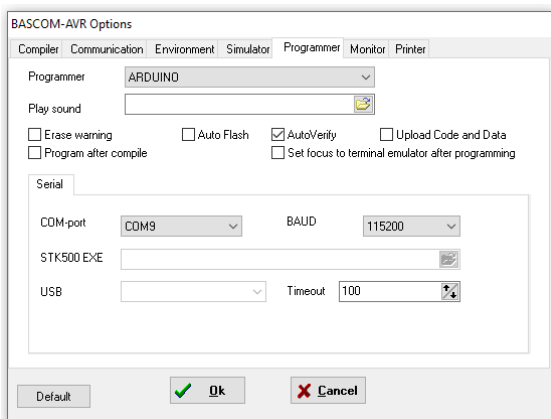 BASCOM-AVR Options
Compiler Communication Environment Simulator Programmer Monitor Printer
Programmer ARDUINO
Play sound
Erase warning Auto Flash AutoVerify Upload Code and Data
Program after compile Set focus to terminal emulator after programming
Serial
COM-port COM9 BAUD 115200
STK500 EXE
USB Timeout 100
Default Ok Cancel